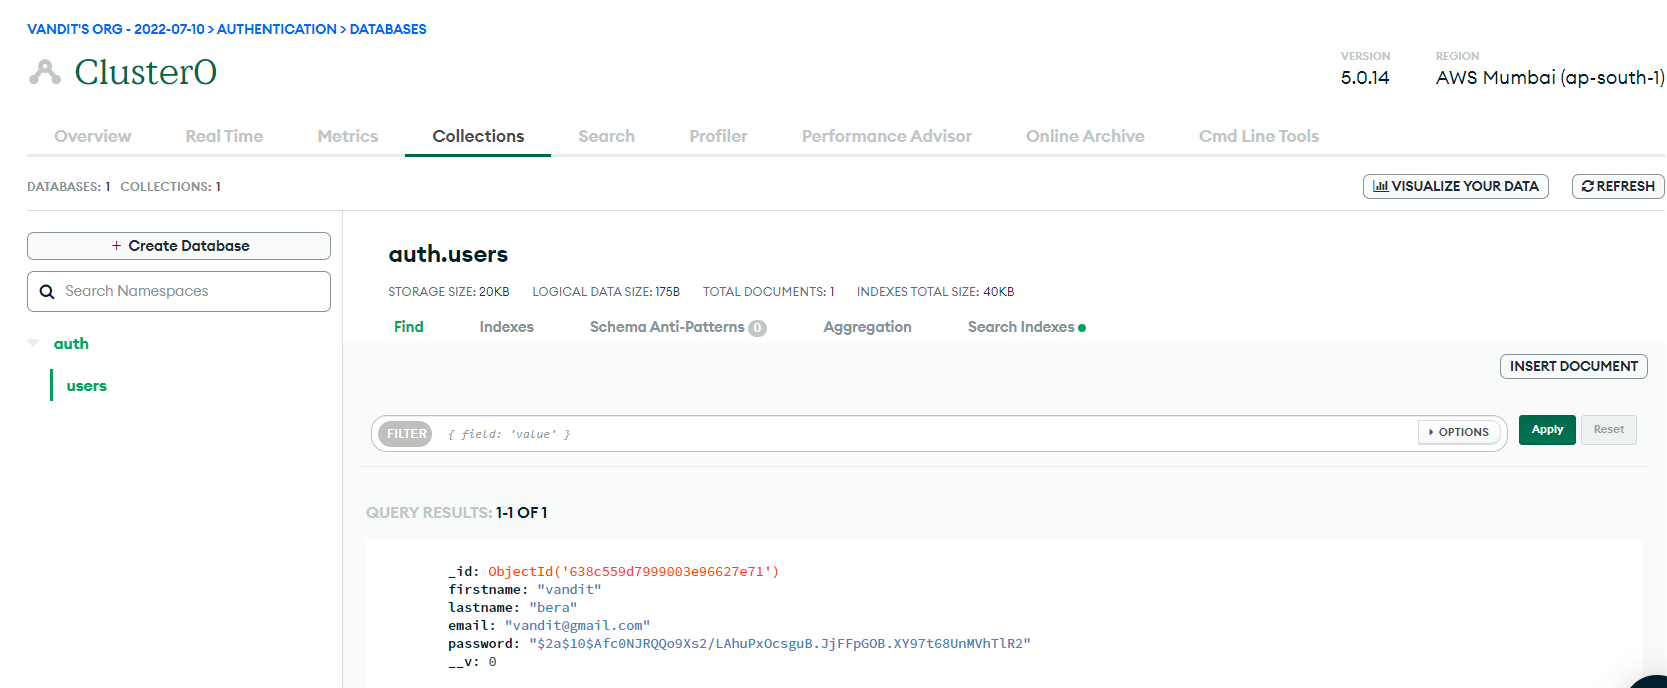 VANDIT'S ORG - 2022-07-10 > AUTHENTICATION > DATABASES
Cluster0
VERSION
5.0.14
REGION
AWS Mumbai (ap-south-1)
Overview Real Time Metrics Collections Search Profiler Performance Advisor Online Archive Cmd Line Tools
DATABASES: 1 COLLECTIONS: 1
VISUALIZE YOUR DATA
REFRESH
+ Create Database
Search Namespaces
auth
users
auth.users
STORAGE SIZE: 20KB LOGICAL DATA SIZE: 175B TOTAL DOCUMENTS: 1 INDEXES TOTAL SIZE: 40KB
Find Indexes Schema Anti-Patterns 0 Aggregation Search Indexes
INSERT DOCUMENT
FILTER { field: 'value' } OPTIONS Apply Reset
QUERY RESULTS: 1-1 OF 1
_id: ObjectId('638c559d7999003e96627e71')
firstname: "vandit"
lastname: "bera"
email: "vandit@gmail.com"
password: "$2a$10$Afc0NJRQQo9Xs2/LAhuPxOcsguB.JjFFpGOB.XY97t68UnMVhTlR2"
__v: 0